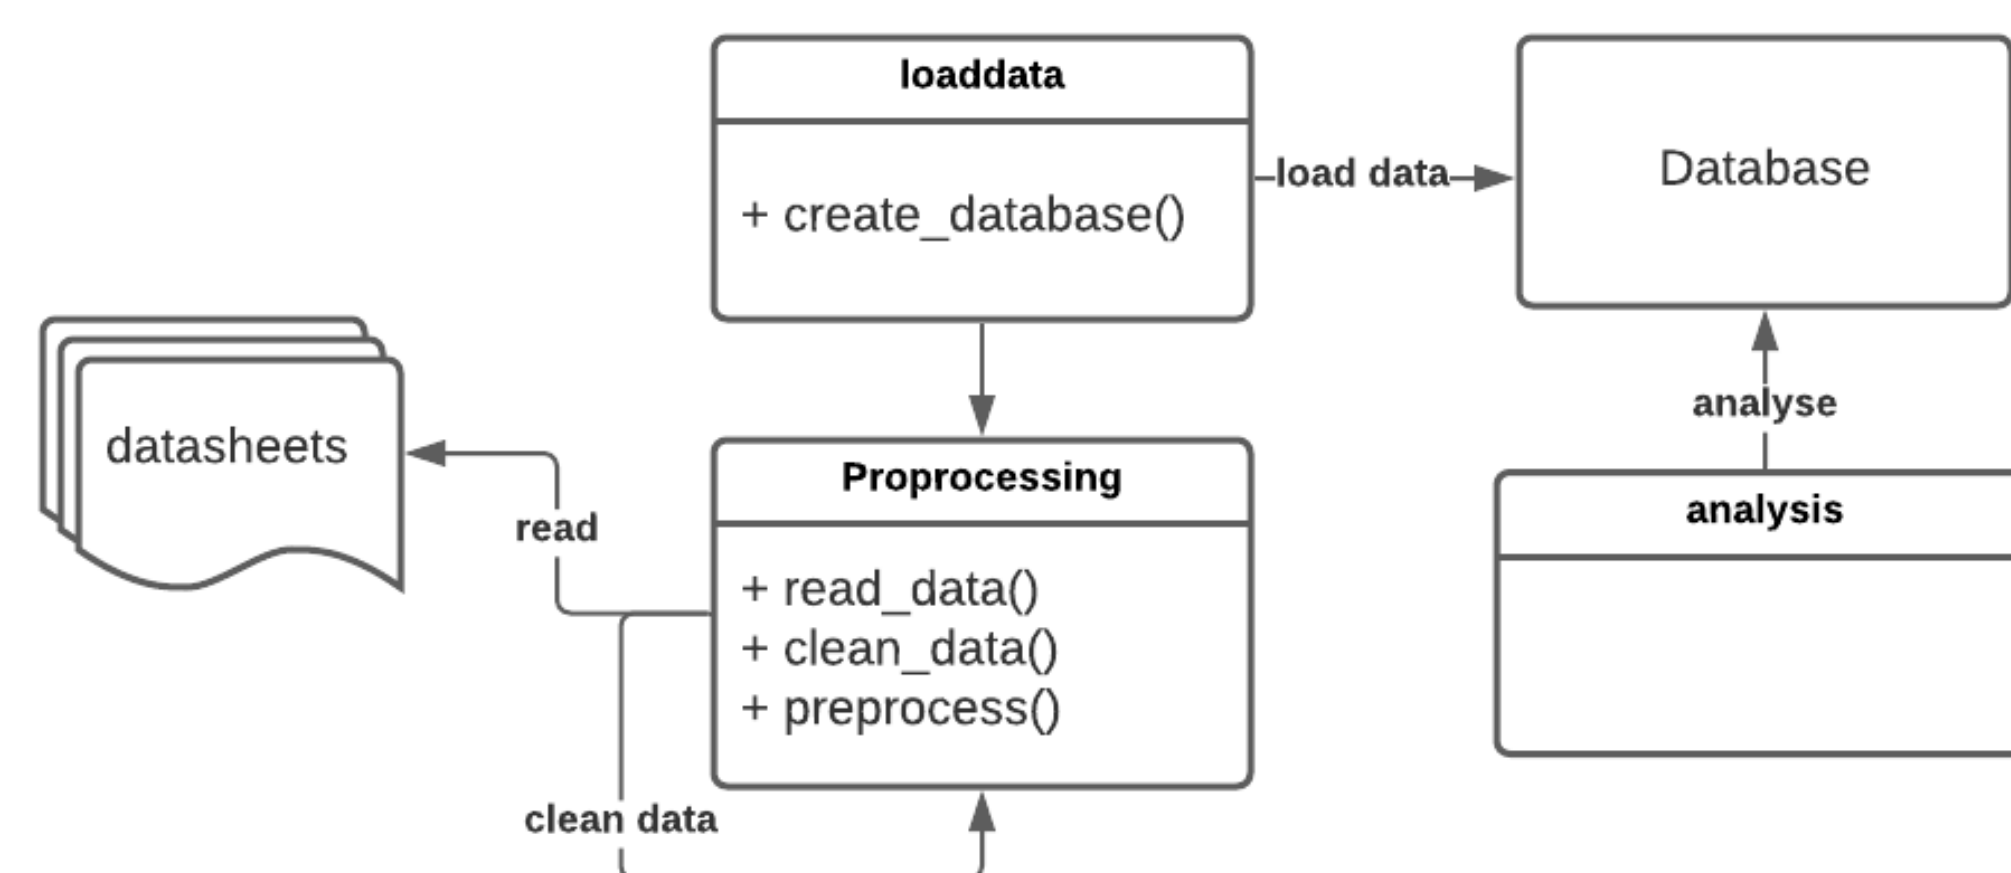 loaddata
+ create_database()
load data
Database
datasheets
read
Proprocessing
+ read_data()
+ clean_data()
+ preprocess()
clean data
analyse
analysis